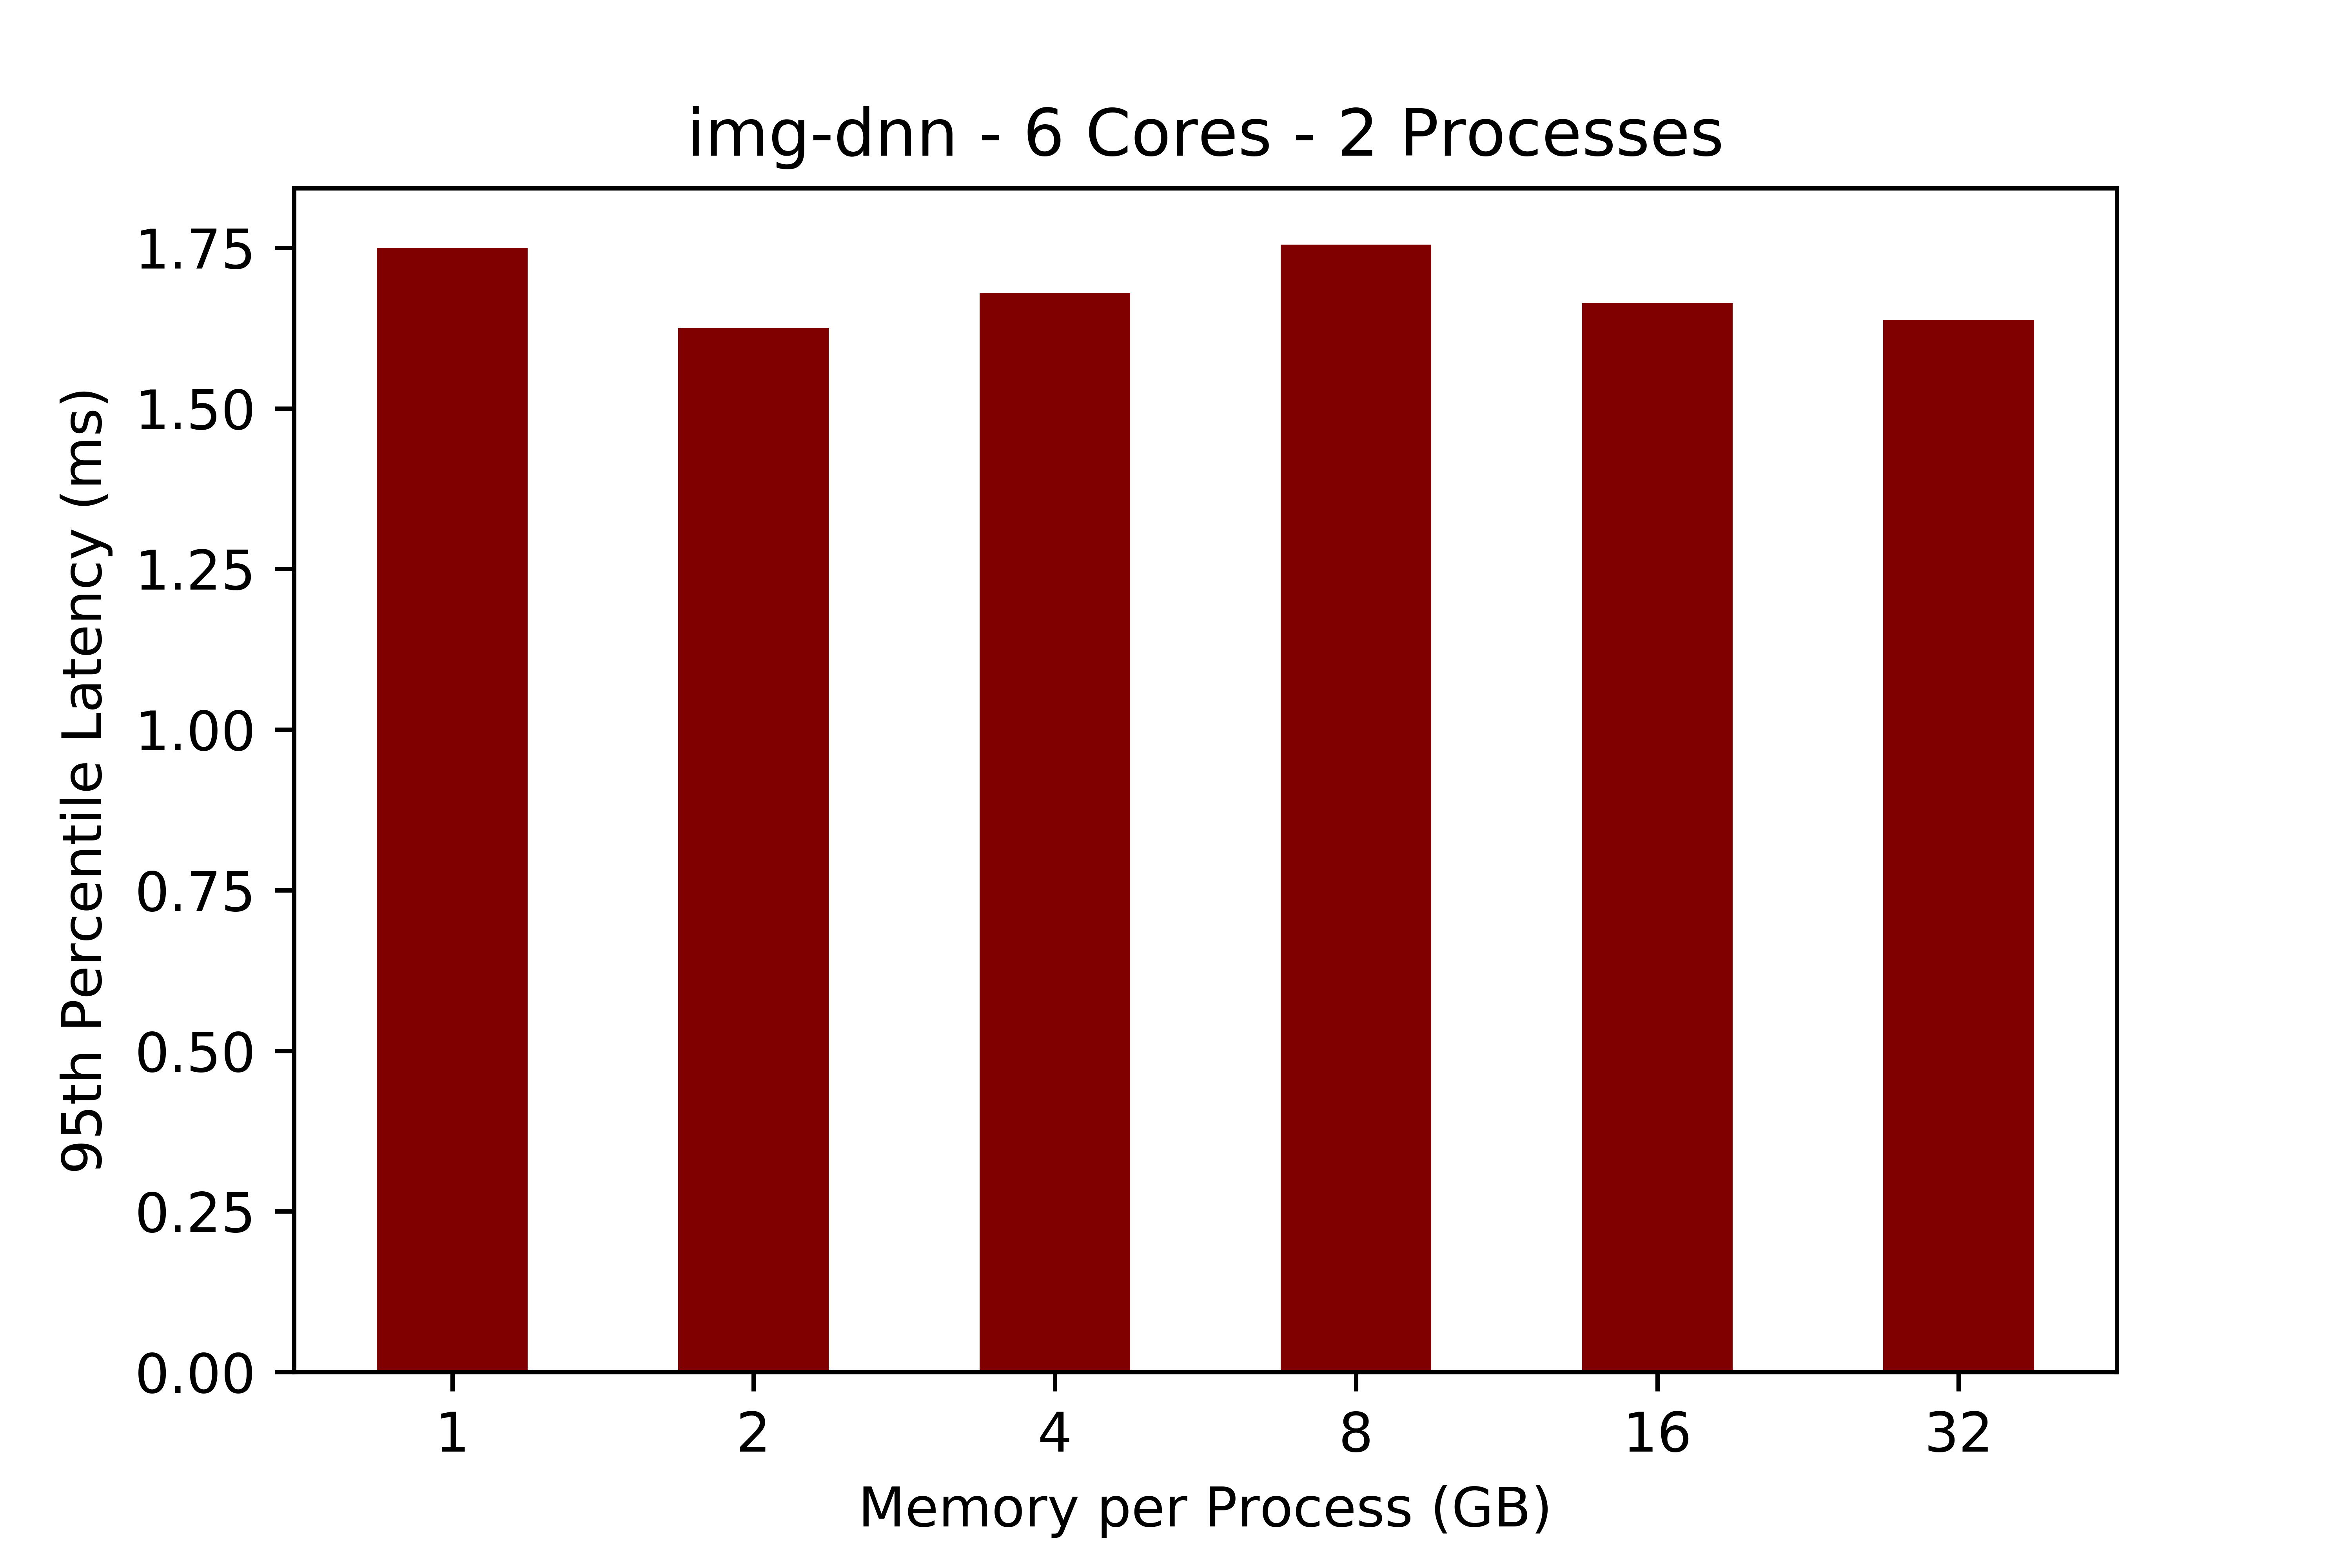 img-dnn - 6 Cores - 2 Processes
95th Percentile Latency (ms)
1.75
1.50
1.25
1.00
0.75
0.50
0.25
0.00
1 2 4 8 16 32
Memory per Process (GB)